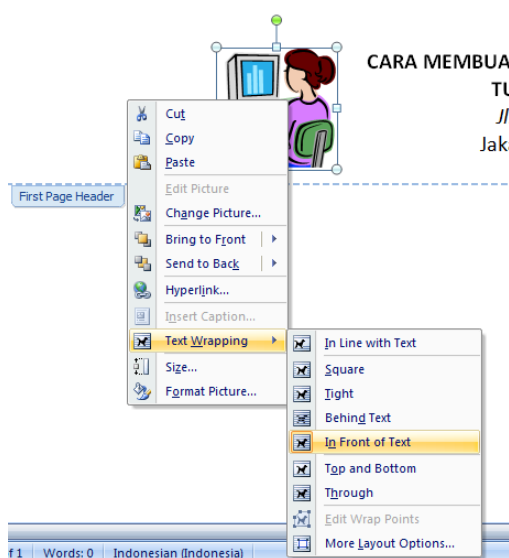 CARA MEMBUA
TU
Jl
Jaka
Cut
Copy
Paste
First Page Header
Edit Picture
Change Picture...
Bring to Front
Send to Back
Hyperlink...
Insert Caption...
Text Wrapping
In Line with Text
Size...
Square
Format Picture...
Tight
Behind Text
In Front of Text
Top and Bottom
Through
Edit Wrap Points
More Layout Options...
f 1 Words: 0 Indonesian (Indonesia)